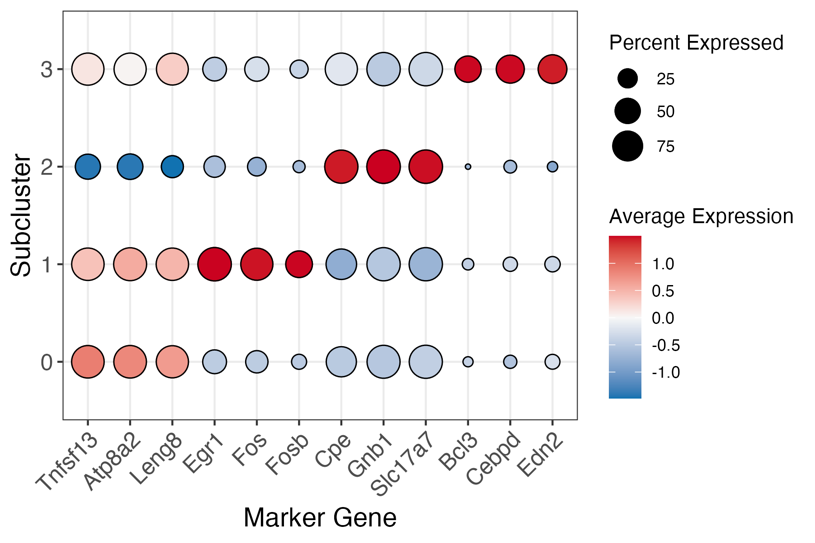 3
2
1
0
Subcluster
Tnfsf13
Atp8a2
Leng8
Egr1
Fos
Fosb
Cpe
Gnb1
Slc17a7
Bcl3
Cebpd
Edn2
Marker Gene
Percent Expressed
25
50
75
Average Expression
1.0
0.5
0.0
-0.5
-1.0